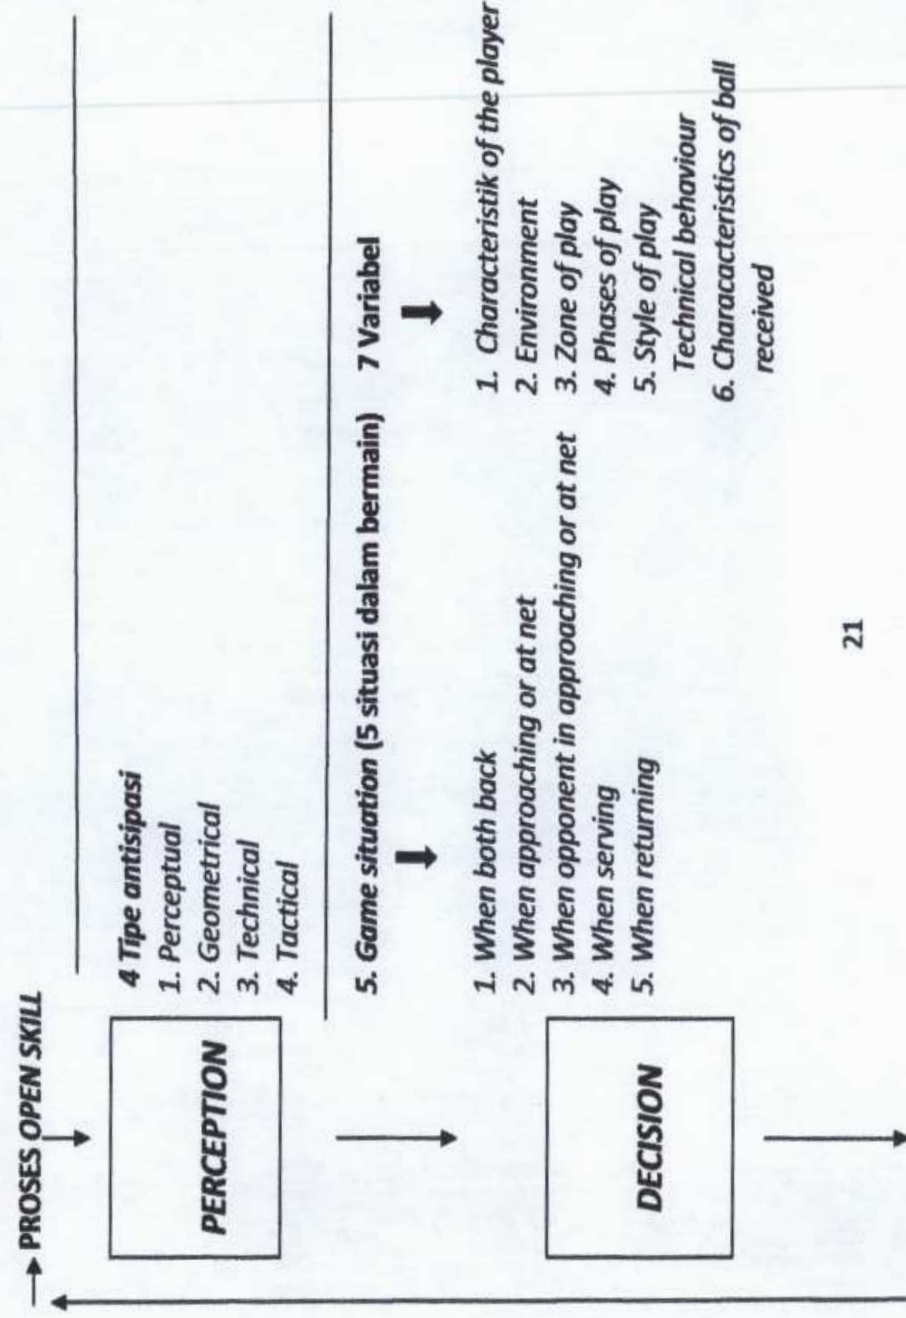 PROSES OPEN SKILL
PERCEPTION
4 Tipe antisipasi
1. Perceptual
2. Geometrical
3. Technical
4. Tactical
5. Game situation (5 situasi dalam bermain)
1. When both back
2. When approaching or at net
3. When opponent in approaching or at net
4. When serving
5. When returning
7 Variabel
1. Characteristik of the player
2. Environment
3. Zone of play
4. Phases of play
5. Style of play
Technical behaviour
6. Characacteristics of ball
received
DECISION
21